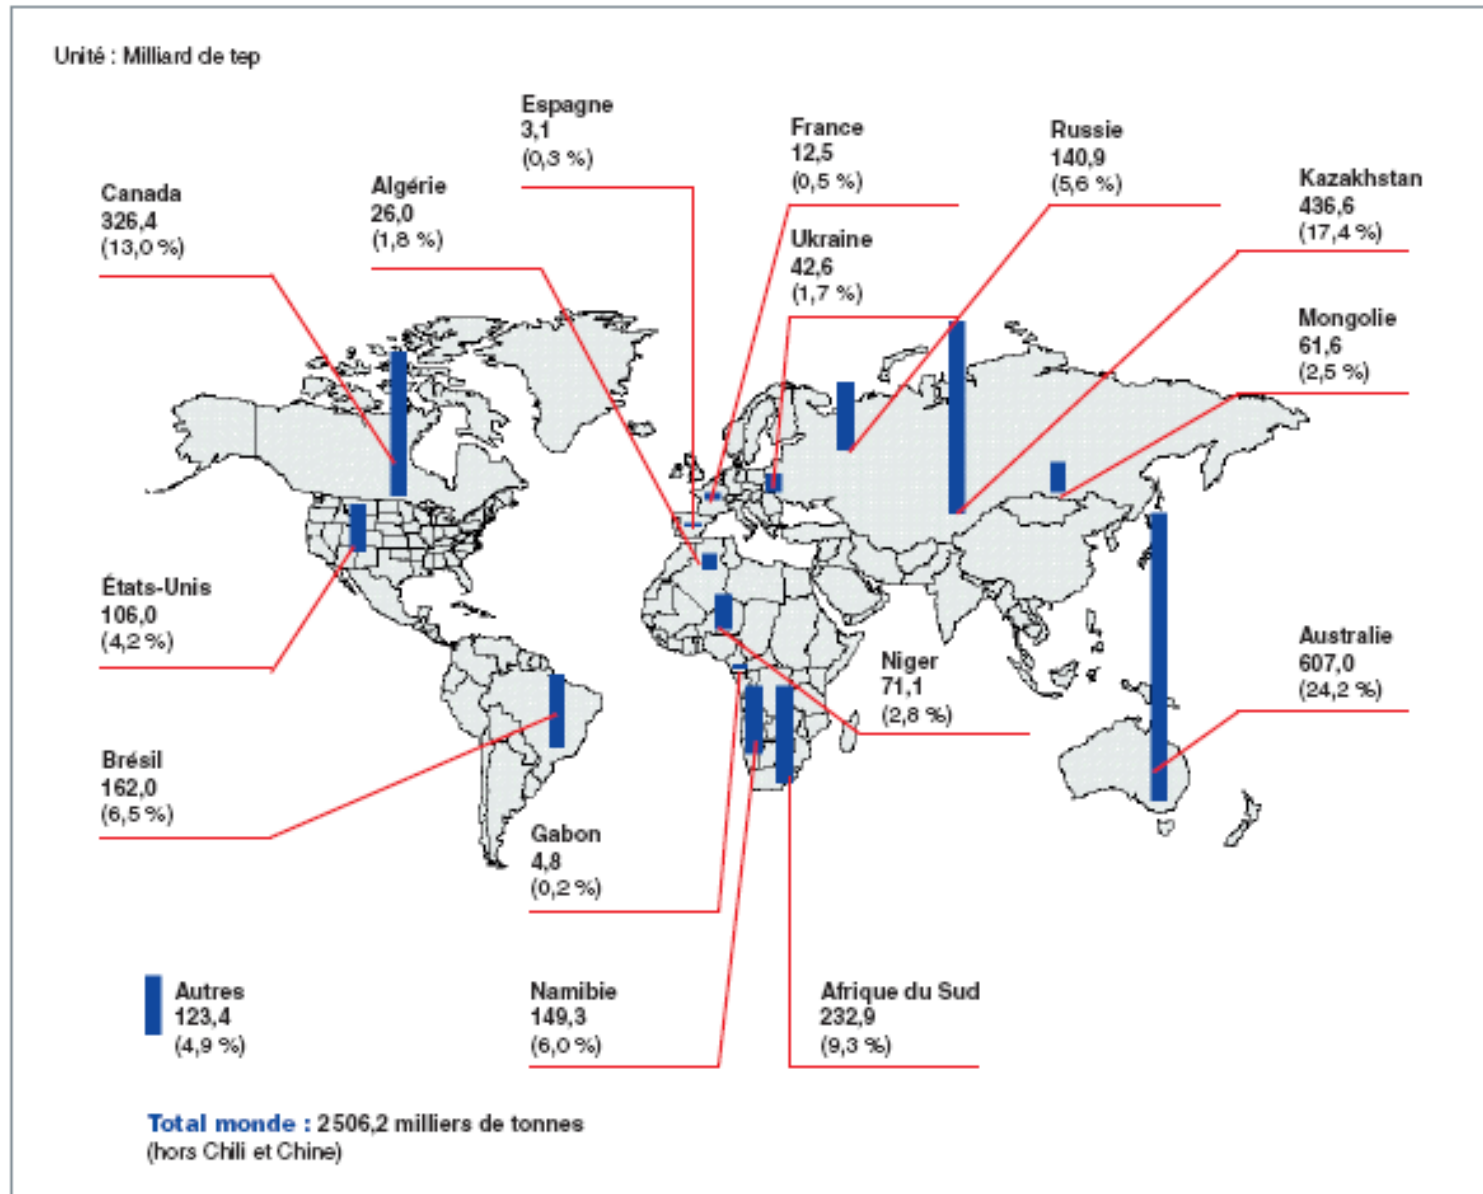 Unité : Milliard de tep
Espagne
3,1
(0,3 %)
France
12,5
(0,5 %)
Russie
140,9
(5,6 %)
Kazakhstan
436,6
(17,4 %)
Canada
326,4
(13,0 %)
Algérie
26,0
(1,8 %)
Ukraine
42,6
(1,7 %)
Mongolie
61,6
(2,5 %)
États-Unis
106,0
(4,2 %)
Niger
71,1
(2,8 %)
Australie
607,0
(24,2 %)
Brésil
162,0
(6,5 %)
Gabon
4,8
(0,2 %)
Autres
123,4
(4,9 %)
Namibie
149,3
(6,0 %)
Afrique du Sud
232,9
(9,3 %)
Total monde : 2506,2 milliers de tonnes
(hors Chili et Chine)